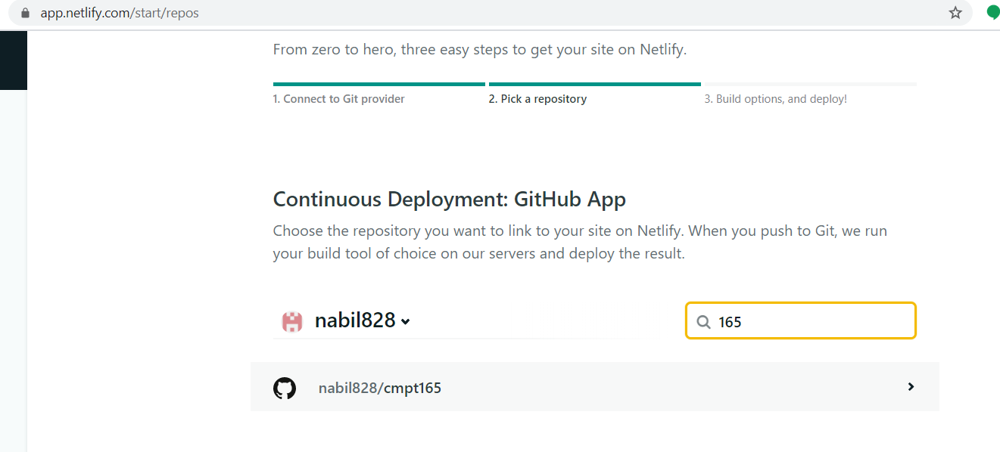 app.netlify.com/start/repos
From zero to hero, three easy steps to get your site on Netlify.
1. Connect to Git provider
2. Pick a repository
3. Build options, and deploy!
Continuous Deployment: GitHub App
Choose the repository you want to link to your site on Netlify. When you push to Git, we run
your build tool of choice on our servers and deploy the result.
nabil828
165
nabil828/cmpt165